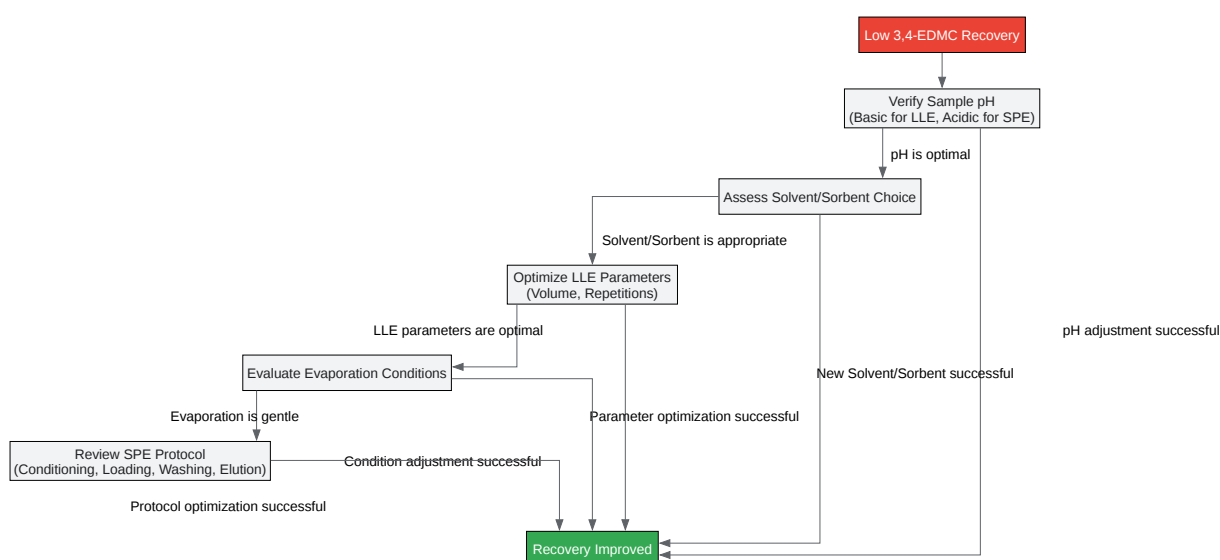 Low 3,4-EDMC Recovery
Verify Sample pH
(Basic for LLE, Acidic for SPE)
pH is optimal
Assess Solvent/Sorbent Choice
Solvent/Sorbent is appropriate
Optimize LLE Parameters
(Volume, Repetitions)
LLE parameters are optimal
pH adjustment successful
Evaluate Evaporation Conditions
New Solvent/Sorbent successful
Evaporation is gentle
Parameter optimization successful
Review SPE Protocol
(Conditioning, Loading, Washing, Elution)
Condition adjustment successful
Protocol optimization successful
Recovery Improved